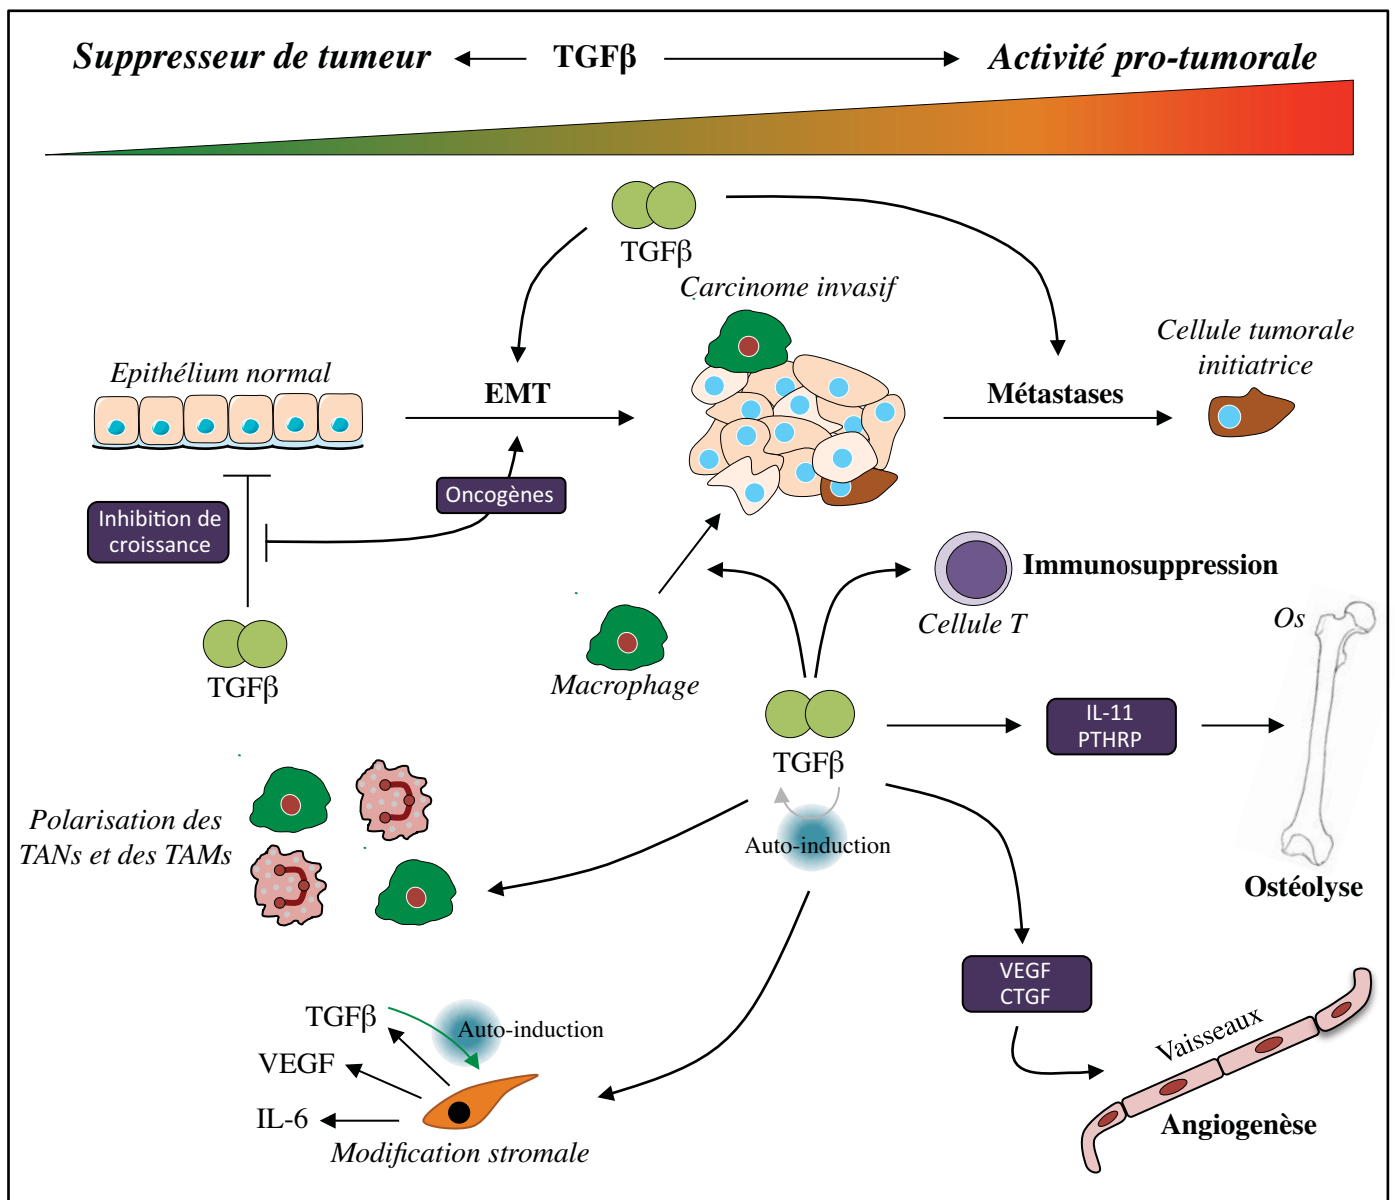 Suppresseur de tumeur
TGFβ
Activité pro-tumorale
TGFβ
Carcinome invasif
Cellule tumorale
initiatrice
Epithélium normal
EMT
Métastases
Oncogènes
Inhibition de
croissance
TGFβ
Immunosuppression
Cellule T
Os
Macrophage
IL-11
PTHRP
TGFβ
Auto-induction
Polarisation des
TANs et des TAMs
Ostéolyse
VEGF
CTGF
TGFβ
Auto-induction
VEGF
IL-6
Modification stromale
Vaisseaux
Angiogenèse